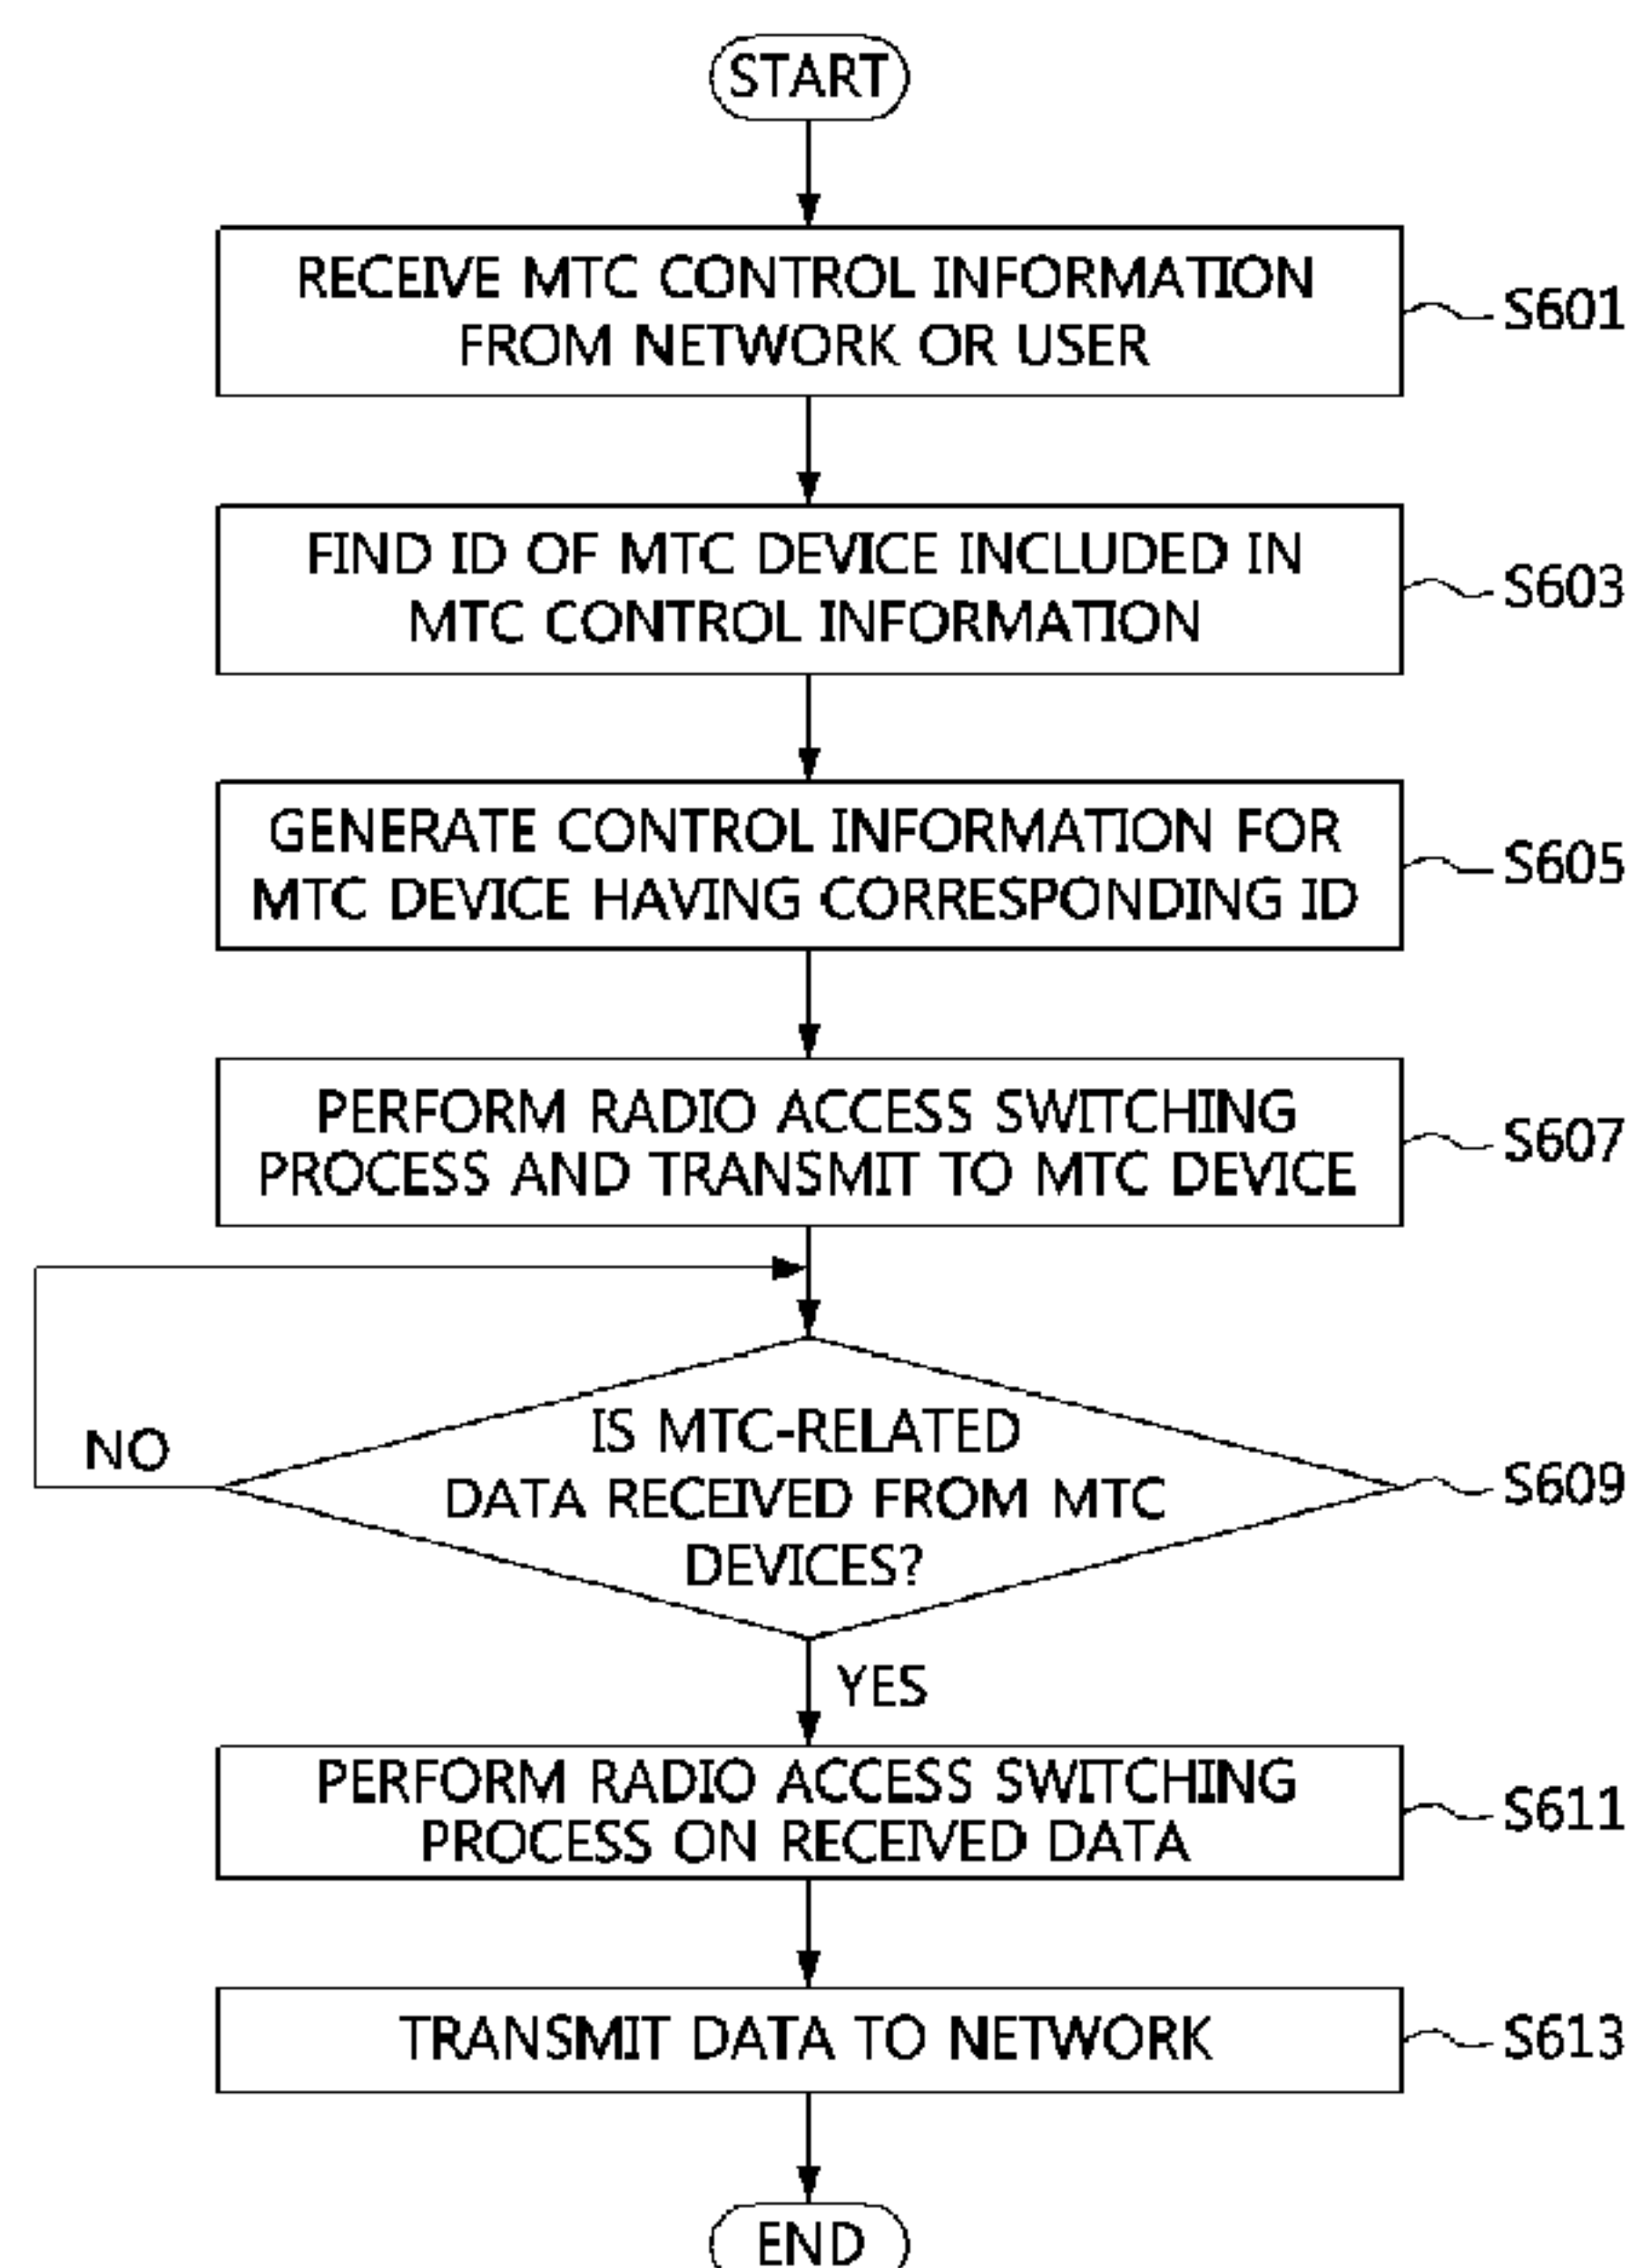 START
RECEIVE MTC CONTROL INFORMATION
FROM NETWORK OR USER
S601
FIND ID OF MTC DEVICE INCLUDED IN
MTC CONTROL INFORMATION
S603
GENERATE CONTROL INFORMATION FOR
MTC DEVICE HAVING CORRESPONDING ID
S605
PERFORM RADIO ACCESS SWITCHING
PROCESS AND TRANSMIT TO MTC DEVICE
S607
NO
IS MTC-RELATED
DATA RECEIVED FROM MTC
DEVICES?
S609
YES
PERFORM RADIO ACCESS SWITCHING
PROCESS ON RECEIVED DATA
S611
TRANSMIT DATA TO NETWORK
S613
END